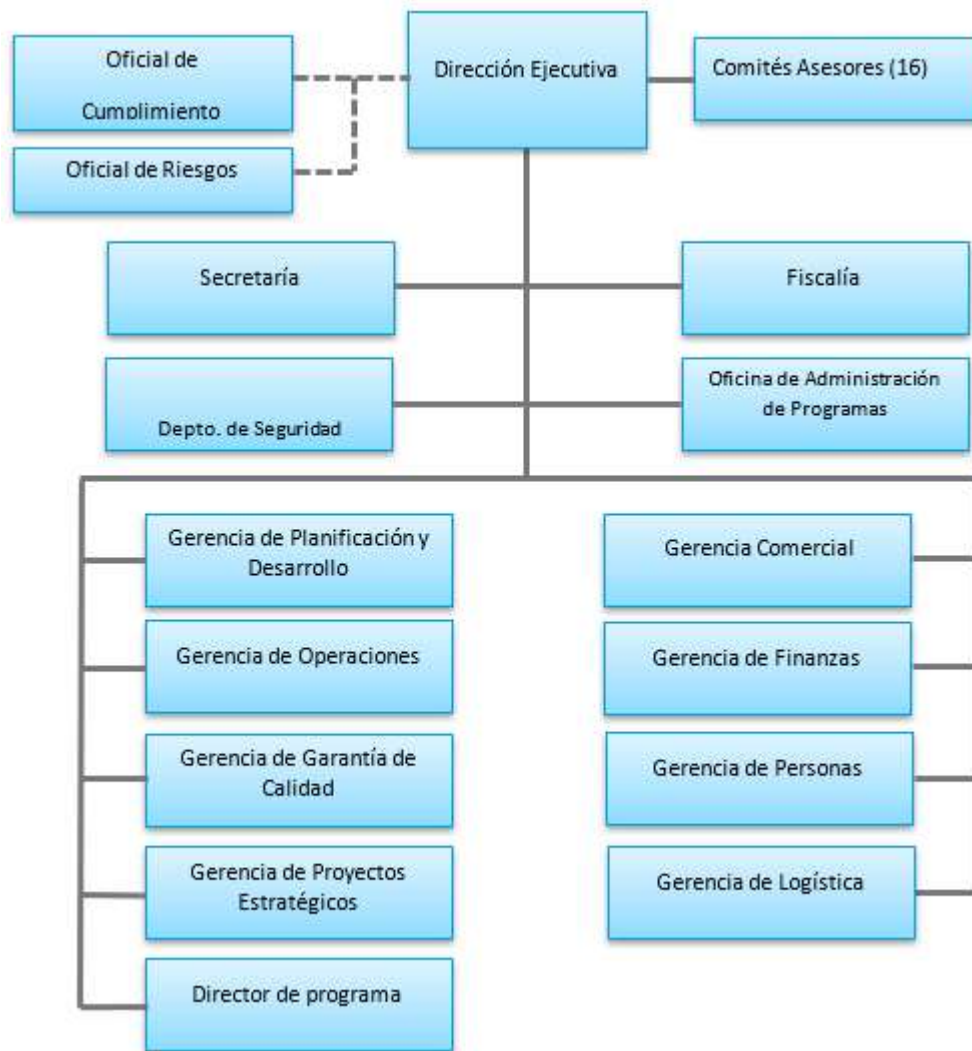 Oficial de
Cumplimiento
Dirección Ejecutiva
Comités Asesores (16)
Oficial de Riesgos
Secretaría
Fiscalía
Depto. de Seguridad
Oficina de Administración
de Programas
Gerencia de Planificación y
Desarrollo
Gerencia de Operaciones
Gerencia de Garantía de
Calidad
Gerencia de Proyectos
Estratégicos
Director de programa
Gerencia Comercial
Gerencia de Finanzas
Gerencia de Personas
Gerencia de Logística